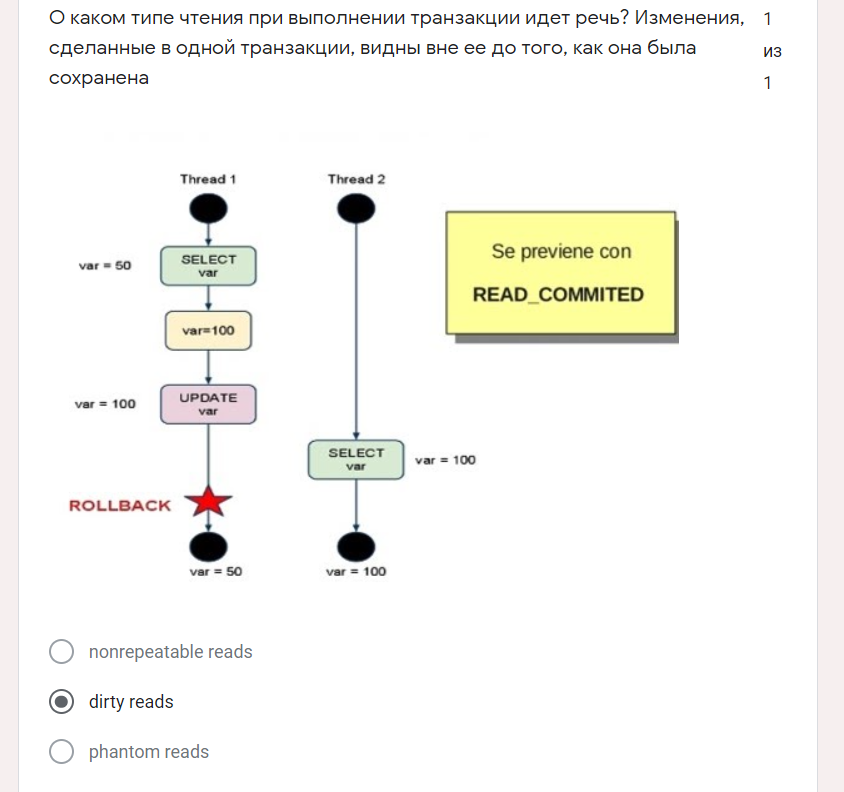 О каком типе чтения при выполнении транзакции идет речь? Изменения,
сделанные в одной транзакции, видны вне ее до того, как она была
сохранена
1
из
1
Thread 1
Thread 2
var = 50
SELECT
var
Se previene con
READ_COMMITED
var=100
var = 100
UPDATE
var
SELECT
var
var = 100
ROLLBACK
var = 50
var = 100
nonrepeatable reads
dirty reads
phantom reads